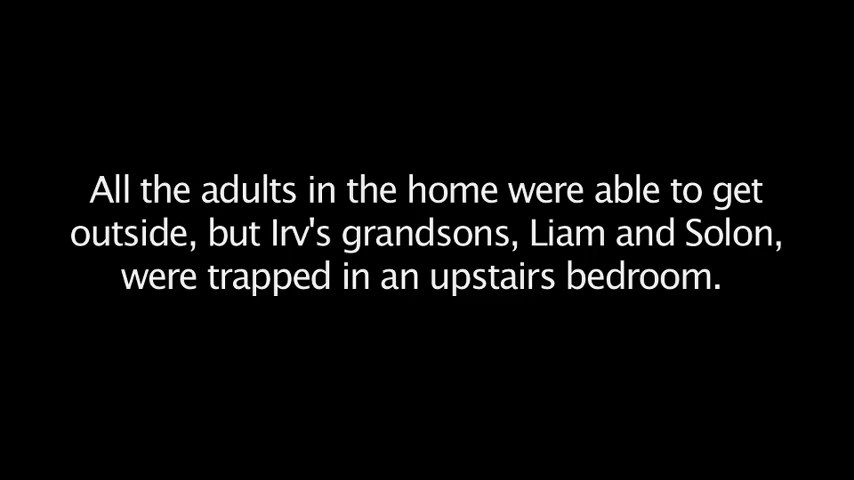 All the adults in the home were able to get
outside, but Irv's grandsons, Liam and Solon,
were trapped in an upstairs bedroom.